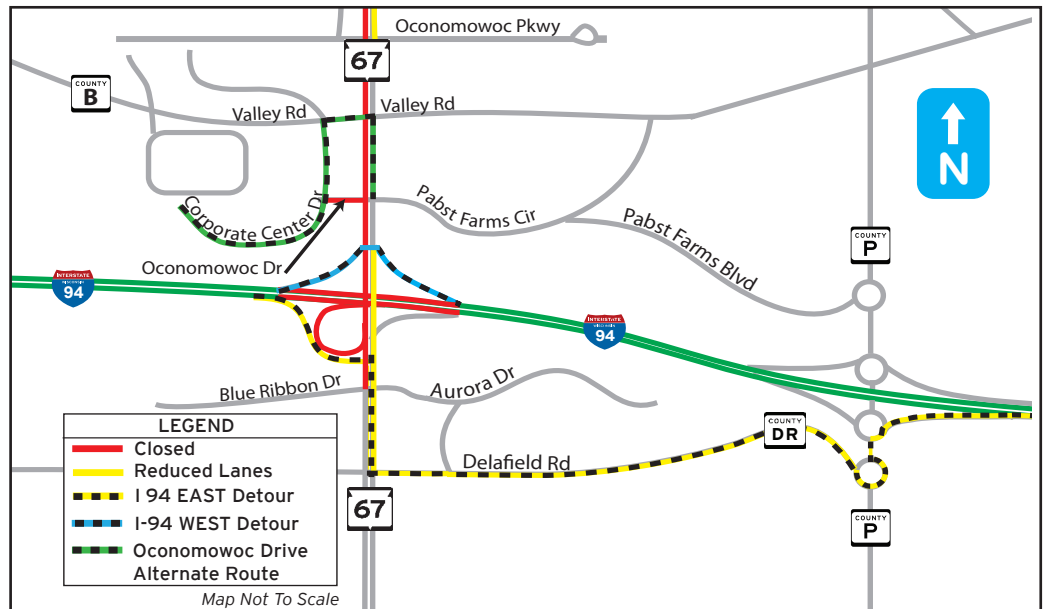 Oconomowoc Pkwy
67
COUNTY
B
Valley Rd
Valley Rd
N
Corporate Center Dr
Pabst Farms Cir
Pabst Farms Blvd
COUNTY
P
Oconomowoc Dr
INTERSTATE
WISCONSIN
94
INTERSTATE
WISCONSIN
94
Blue Ribbon Dr
Aurora Dr
COUNTY
DR
Delafield Rd
67
COUNTY
P
LEGEND
Closed
Reduced Lanes
I 94 EAST Detour
I-94 WEST Detour
Oconomowoc Drive
Alternate Route
Map Not To Scale